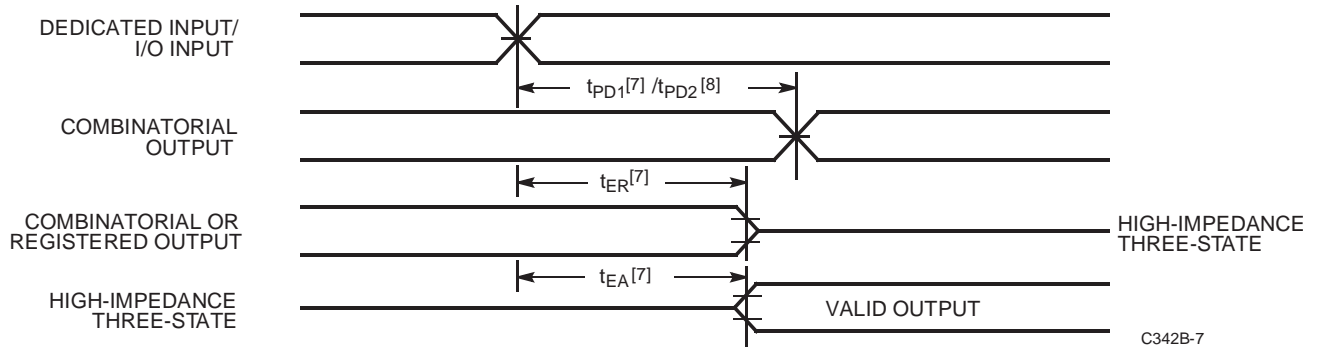 DEDICATED INPUT/
I/O INPUT
tPD1[7] /tPD2[8]
COMBINATORIAL
OUTPUT
tER[7]
COMBINATORIAL OR
REGISTERED OUTPUT
HIGH-IMPEDANCE
THREE-STATE
tEA[7]
HIGH-IMPEDANCE
THREE-STATE
VALID OUTPUT
C342B-7